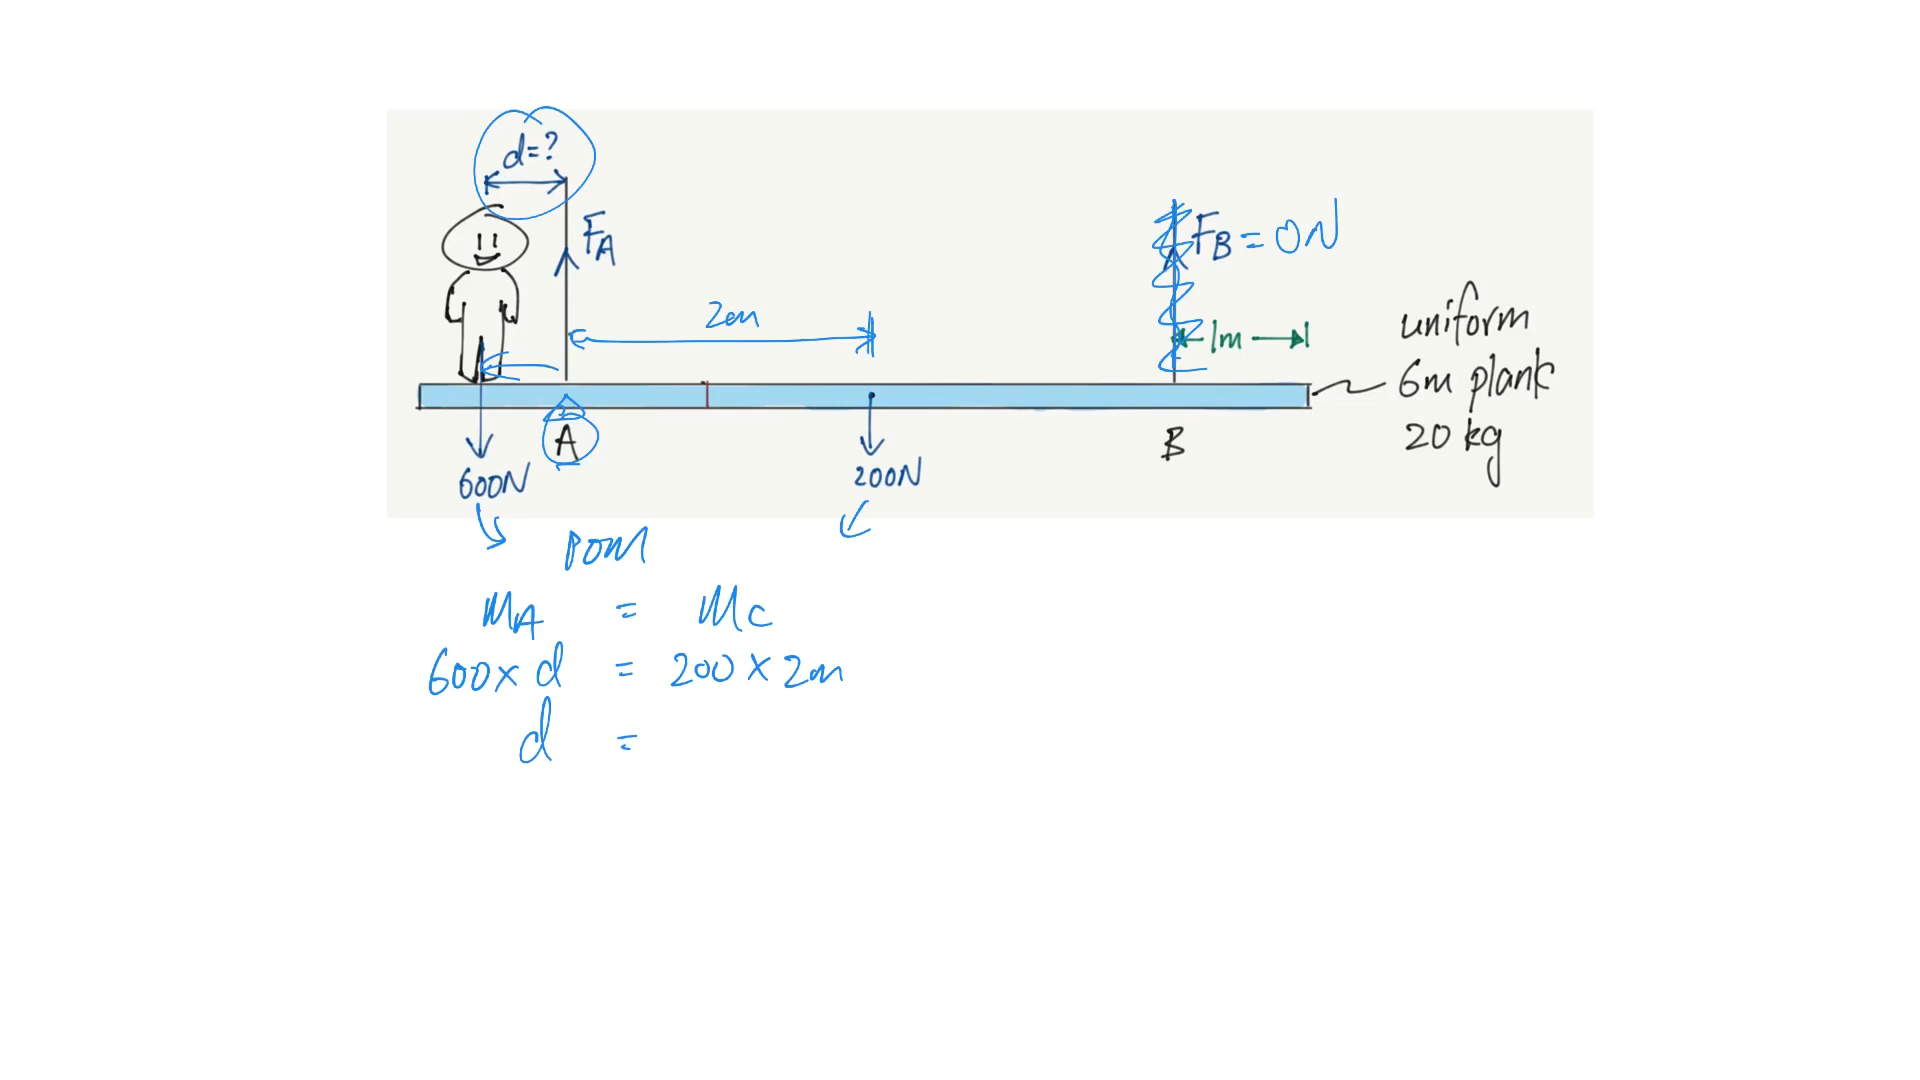 d=?
FA
FB = 0N
2m
1m
uniform
6m plank
20 kg
A
B
600N
200N
POM
MA = MC
600 x d = 200 x 2m
d =